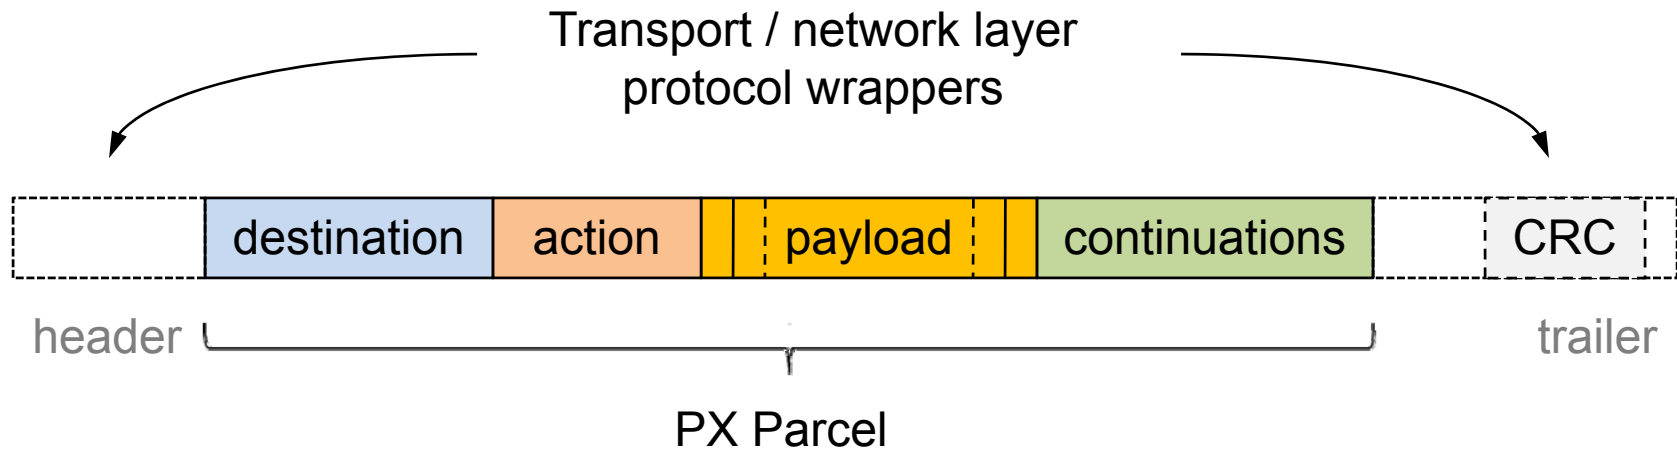 Transport / network layer
protocol wrappers
destination action payload continuations CRC
header trailer
PX Parcel